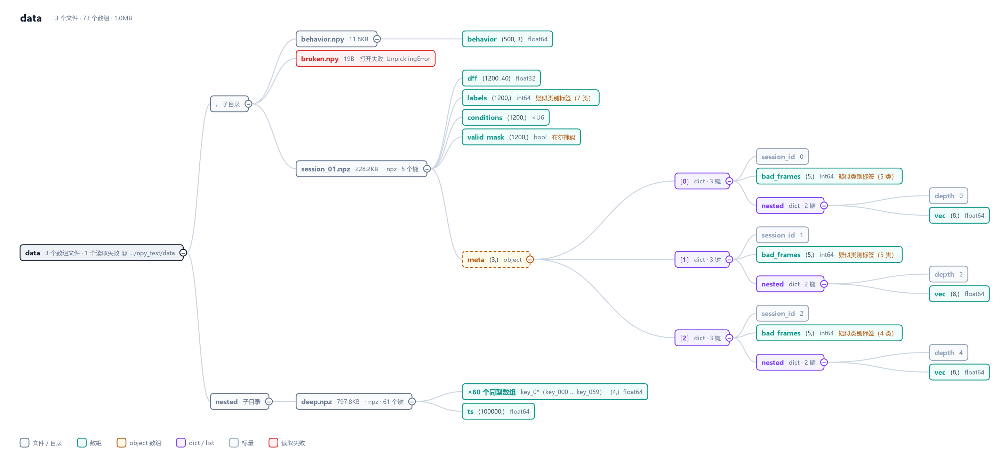 data 3 个文件 · 73 个数组 · 1.0MB
behavior.npy 11.8KB
behavior (500, 3) float64
broken.npy 19B 打开失败: UnpicklingError
dff (1200, 40) float32
labels (1200,) int64 疑似类别标签（7 类）
. 子目录
conditions (1200,) <U6
valid_mask (1200,) bool 布尔掩码
session_id 0
session_01.npz 228.2KB · npz · 5 个键
bad_frames (5,) int64 疑似类别标签（5 类）
[0] dict · 3 键
depth 0
nested dict · 2 键
vec (8,) float64
session_id 1
data 3 个数组文件 · 1 个读取失败 @ .../npy_test/data
bad_frames (5,) int64 疑似类别标签（5 类）
meta (3,) object
[1] dict · 3 键
depth 2
nested dict · 2 键
vec (8,) float64
session_id 2
bad_frames (5,) int64 疑似类别标签（4 类）
[2] dict · 3 键
depth 4
nested dict · 2 键
vec (8,) float64
×60 个同型数组 key_0*（key_000 ... key_059） (4,) float64
nested 子目录
deep.npz 797.8KB · npz · 61 个键
ts (100000,) float64
文件 / 目录 数组 object 数组 dict / list 标量 读取失败